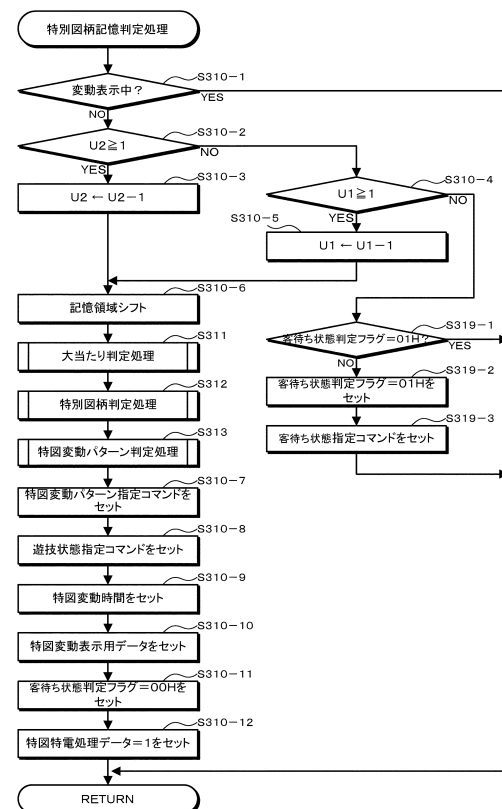 特別図柄記憶判定処理
S310-1
変動表示中?
YES
NO
S310-2
U2≧1
NO
YES
S310-3
U2 ← U2-1
S310-4
U1≧1
NO
YES
S310-5
U1 ← U1-1
S310-6
記憶領域シフト
S311
大当たり判定処理
S312
特別図柄判定処理
S313
特図変動パターン判定処理
S310-7
特図変動パターン指定コマンドを
セット
S310-8
遊技状態指定コマンドをセット
S310-9
特図変動時間をセット
S310-10
特図変動表示用データをセット
S310-11
客待ち状態判定フラグ=00Hを
セット
S310-12
特図特電処理データ=1をセット
RETURN
S319-1
客待ち状態判定フラグ=01H?
YES
NO
S319-2
客待ち状態判定フラグ=01Hを
セット
S319-3
客待ち状態指定コマンドをセット